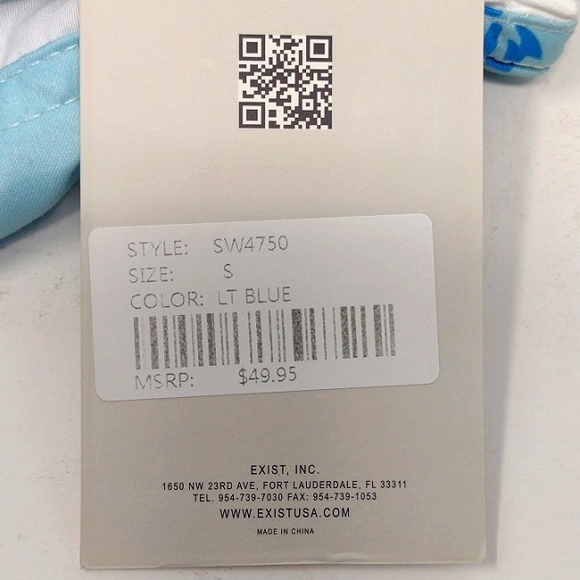 STYLE: SW4750
SIZE: S
COLOR: LT BLUE
MSRP: $49.95
EXIST, INC.
1650 NW 23RD AVE, FORT LAUDERDALE, FL 33311
TEL. 954-739-7030 FAX: 954-739-1053
WWW.EXISTUSA.COM
MADE IN CHINA